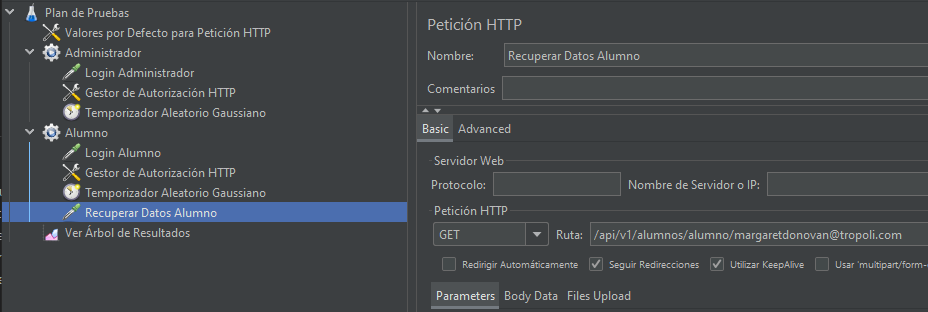 Plan de Pruebas
Valores por Defecto para Petición HTTP
Administrador
Login Administrador
Gestor de Autorización HTTP
Temporizador Aleatorio Gaussiano
Alumno
Login Alumno
Gestor de Autorización HTTP
Temporizador Aleatorio Gaussiano
Recuperar Datos Alumno
Ver Árbol de Resultados
Petición HTTP
Nombre: Recuperar Datos Alumno
Comentarios
Basic Advanced
Servidor Web
Protocolo: Nombre de Servidor o IP:
Petición HTTP
GET Ruta: /api/v1/alumnos/alumno/margaretdonovan@tropoli.com
Redirigir Automáticamente Seguir Redirecciones Utilizar KeepAlive Usar 'multipart/form-
Parameters Body Data Files Upload